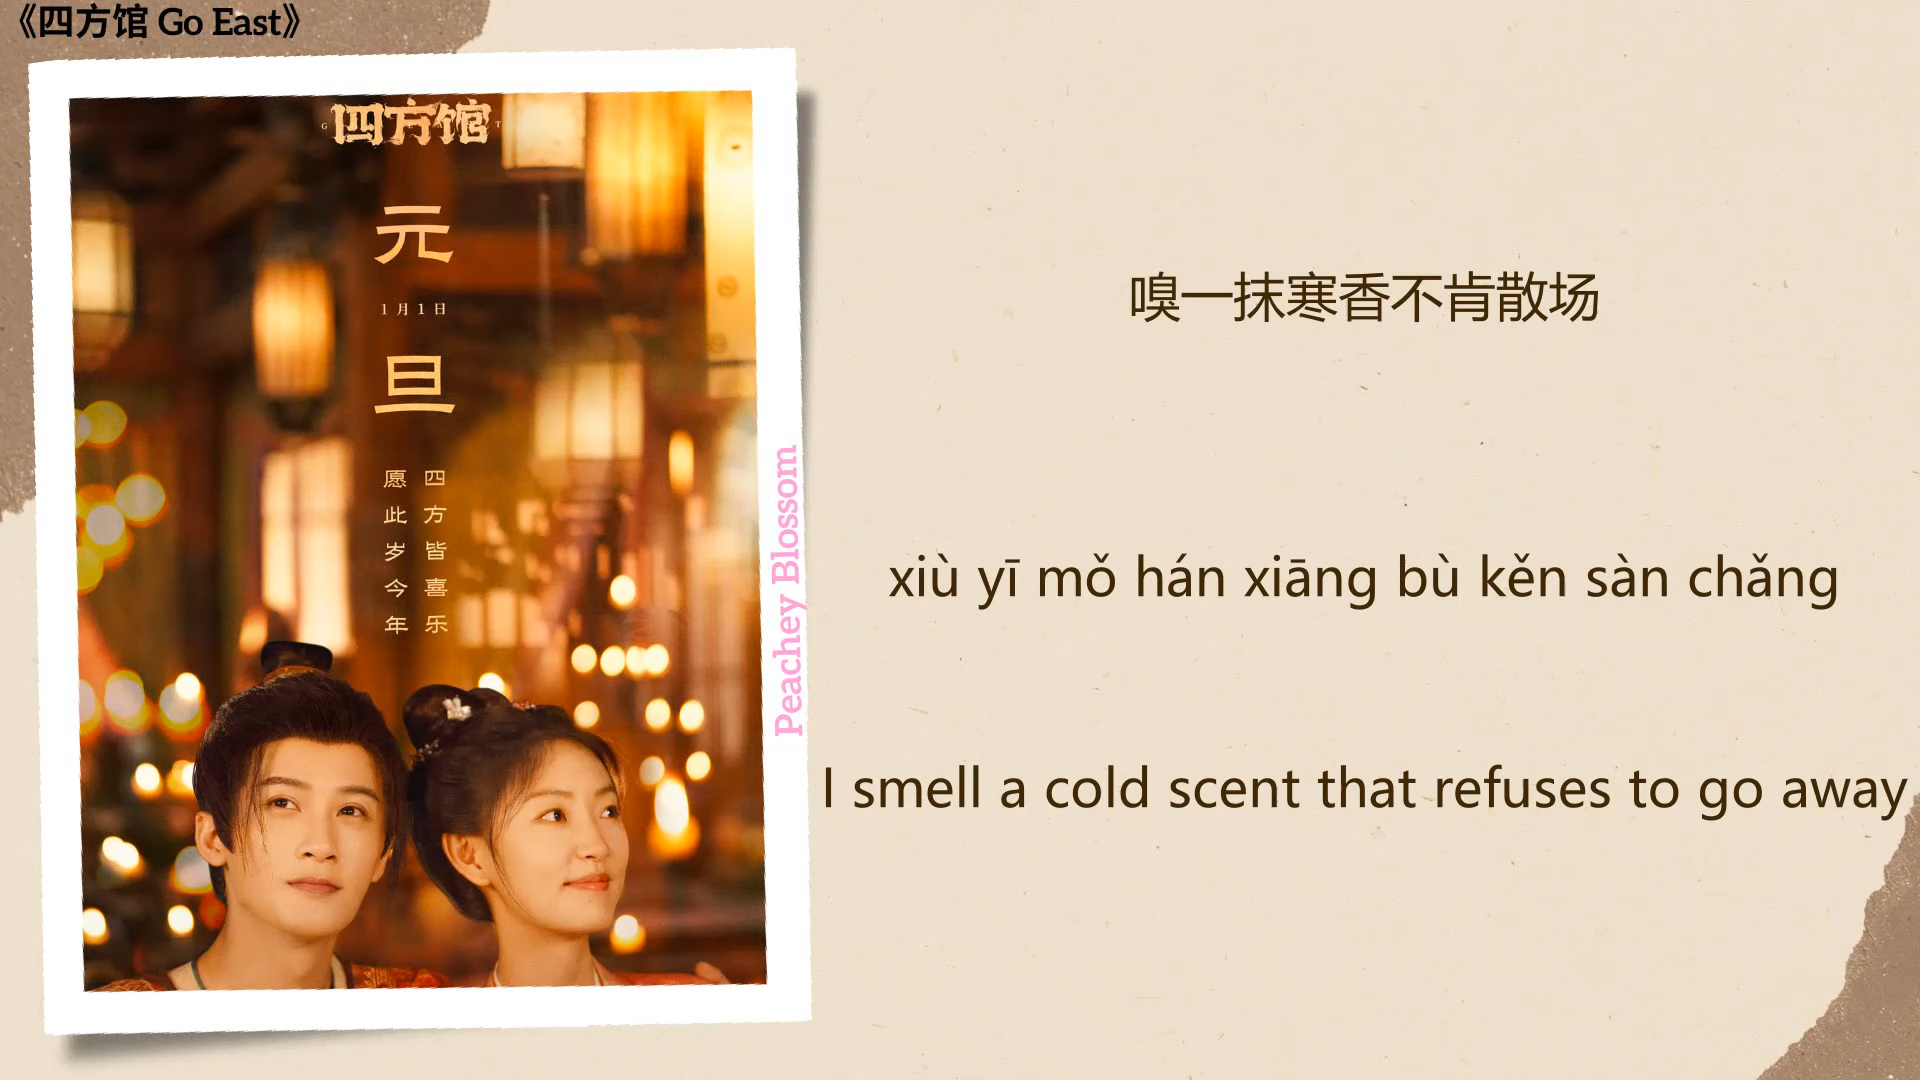 《四方馆 Go East》
G 四方馆 T
元
1月1日
旦
四方皆喜乐
愿此岁今年
Peachey Blossom
嗅一抹寒香不肯散场
xiù yī mǒ hán xiāng bù kěn sàn chǎng
I smell a cold scent that refuses to go away